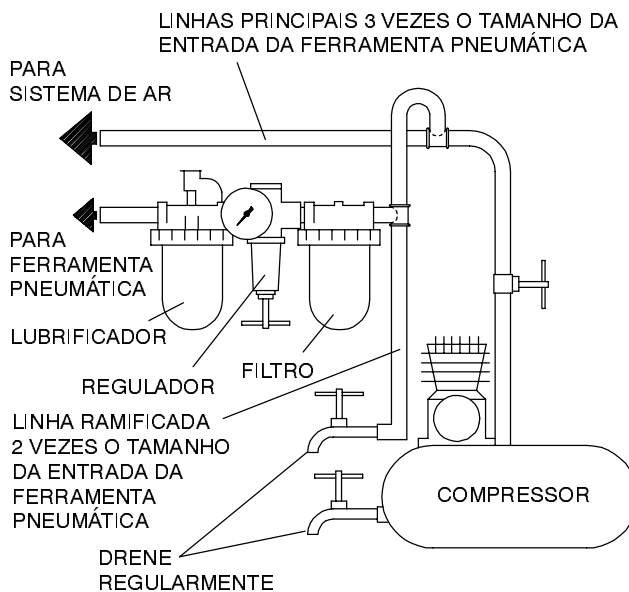 LINHAS PRINCIPAIS 3 VEZES O TAMANHO DA
ENTRADA DA FERRAMENTA PNEUMÁTICA
PARA
SISTEMA DE AR
PARA
FERRAMENTA
PNEUMÁTICA
LUBRIFICADOR
REGULADOR
FILTRO
LINHA RAMIFICADA
2 VEZES O TAMANHO
DA ENTRADA DA
FERRAMENTA
PNEUMÁTICA
COMPRESSOR
DRENE
REGULARMENTE